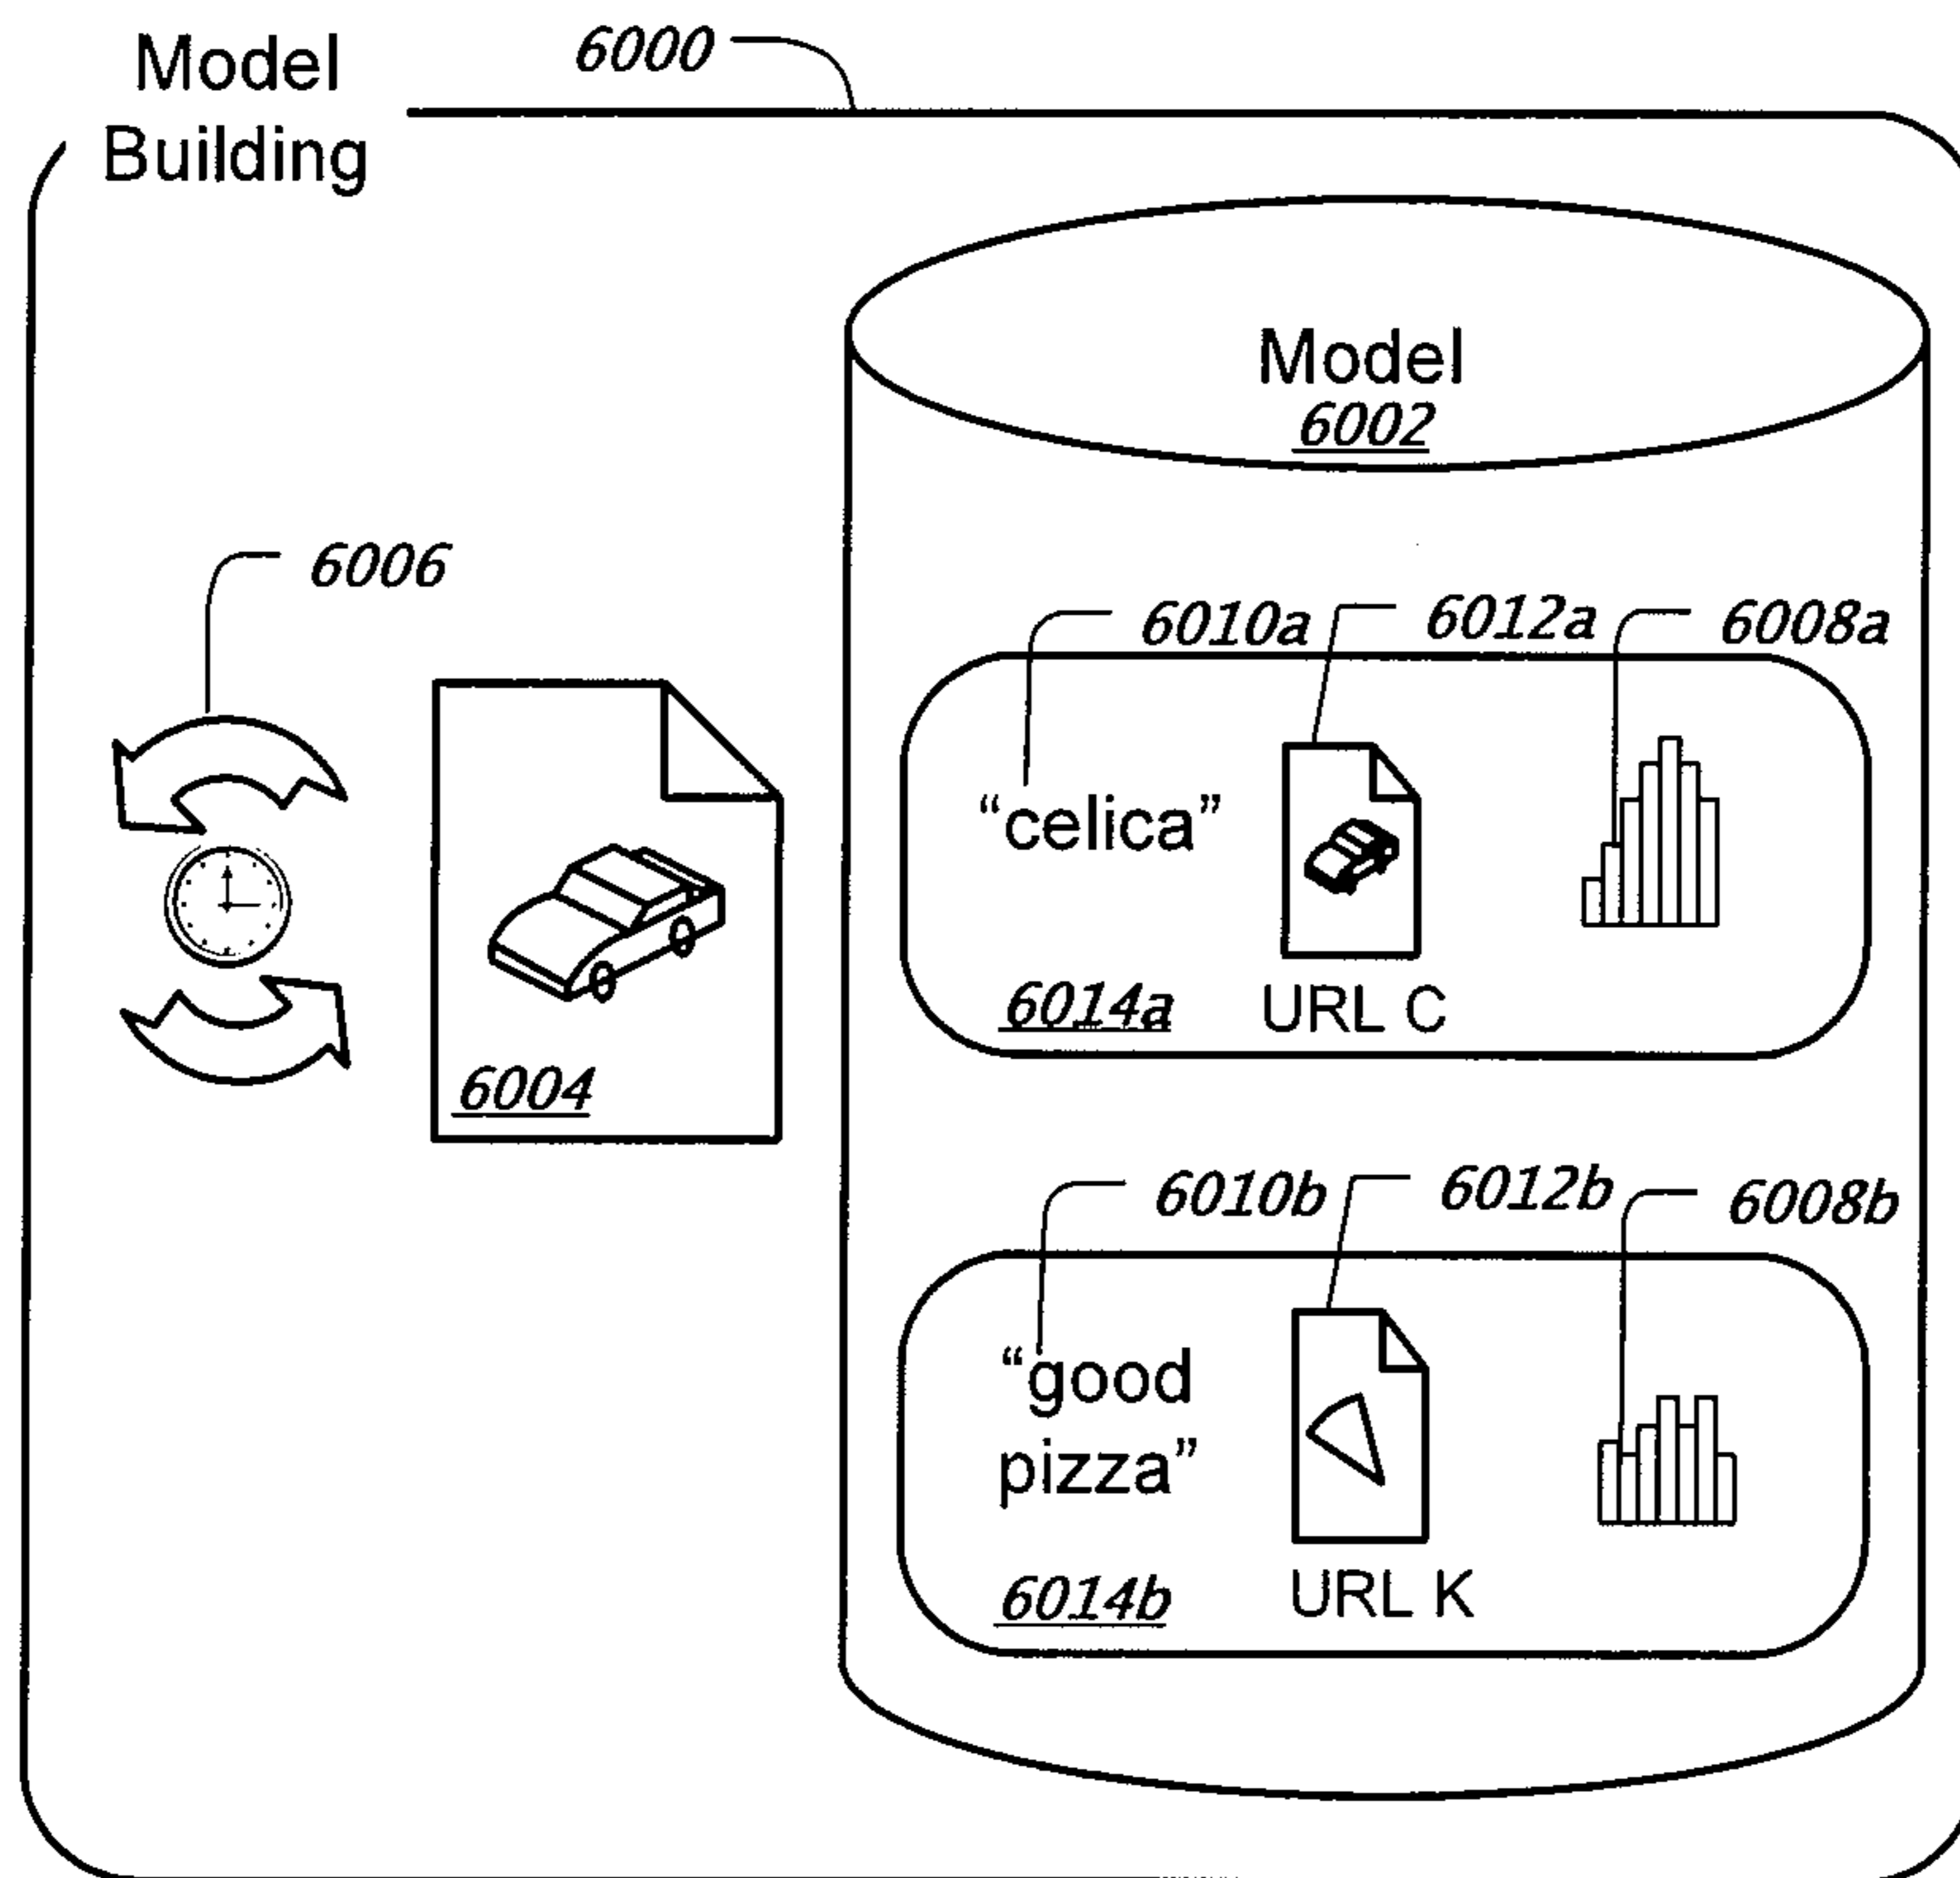 Model
Building
6000
Model
6002
6006
6010a
6012a
6008a
“celica”
6014a
URL C
6004
6010b
6012b
6008b
“good
pizza”
6014b
URL K